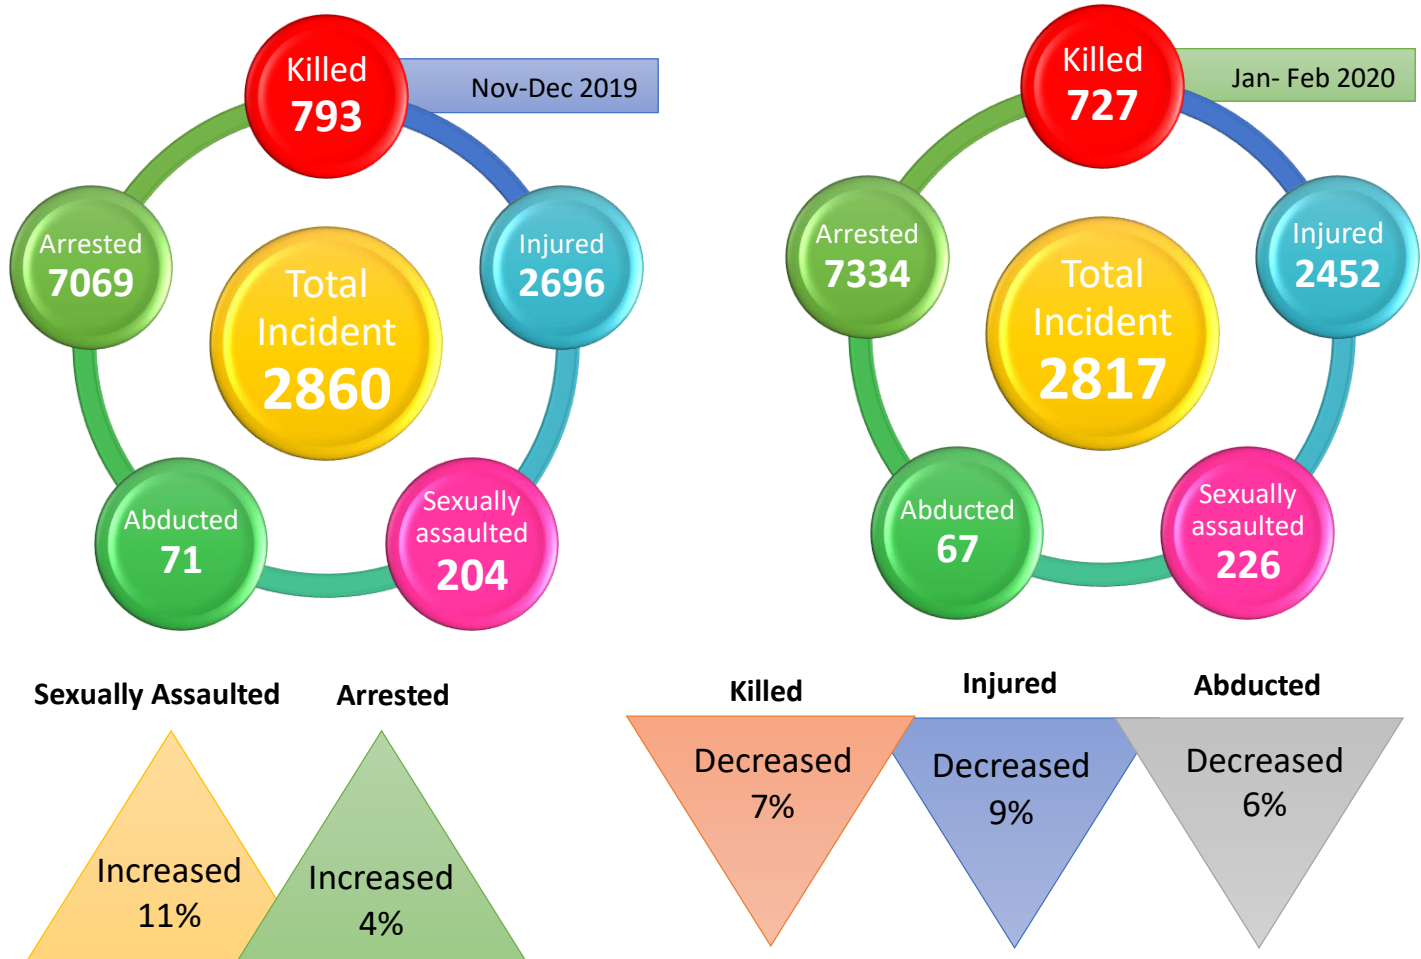 Killed
793
Nov-Dec 2019
Arrested
7069
Injured
2696
Total
Incident
2860
Abducted
71
Sexually
assaulted
204
Killed
727
Jan- Feb 2020
Arrested
7334
Injured
2452
Total
Incident
2817
Abducted
67
Sexually
assaulted
226
Sexually Assaulted
Increased
11%
Arrested
Increased
4%
Killed
Decreased
7%
Injured
Decreased
9%
Abducted
Decreased
6%